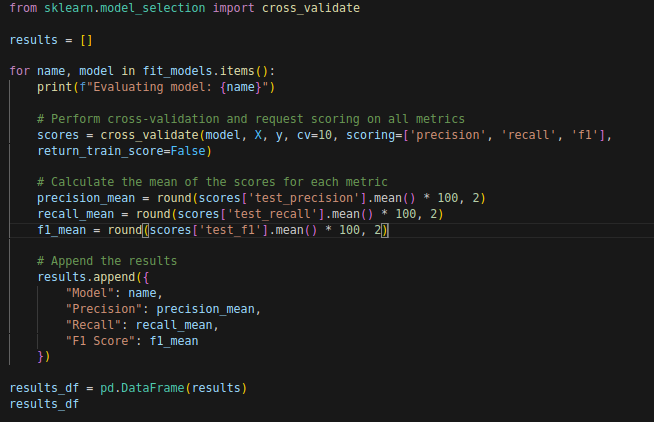 from sklearn.model_selection import cross_validate
results = []
for name, model in fit_models.items():
    print(f"Evaluating model: {name}")
    # Perform cross-validation and request scoring on all metrics
    scores = cross_validate(model, X, y, cv=10, scoring=['precision', 'recall', 'f1'],
    return_train_score=False)
    # Calculate the mean of the scores for each metric
    precision_mean = round(scores['test_precision'].mean() * 100, 2)
    recall_mean = round(scores['test_recall'].mean() * 100, 2)
    f1_mean = round(scores['test_f1'].mean() * 100, 2)
    # Append the results
    results.append({
        "Model": name,
        "Precision": precision_mean,
        "Recall": recall_mean,
        "F1 Score": f1_mean
    })
results_df = pd.DataFrame(results)
results_df